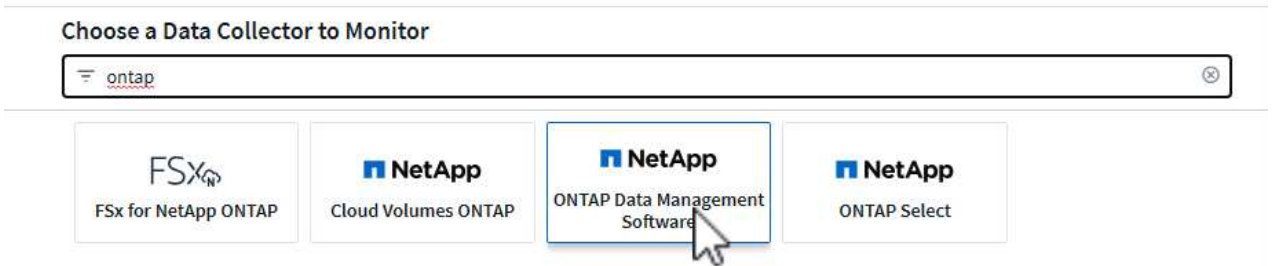 Choose a Data Collector to Monitor
ontap
FSx N
FSx for NetApp ONTAP
NetApp
Cloud Volumes ONTAP
NetApp
ONTAP Data Management
Software
NetApp
ONTAP Select